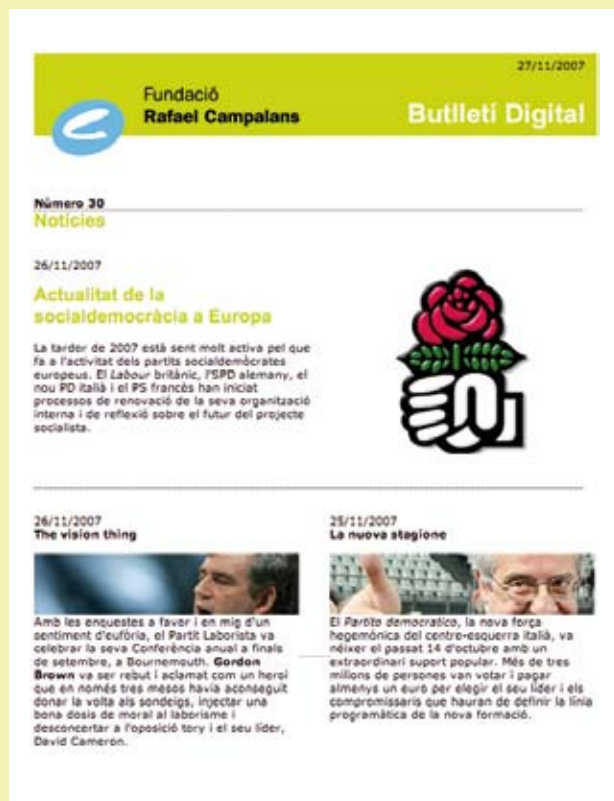 27/11/2007
Fundació
Rafael Campalans
Butlletí Digital
Número 30
Notícies
26/11/2007
Actualitat de la
socialdemocràcia a Europa
La tardor de 2007 està sent molt activa pel que
fa a l'activitat dels partits socialdemòcrates
europeus. El Labour britànic, l'SPD alemany, el
nou PD italià i el PS francès han iniciat
processos de renovació de la seva organització
interna i de reflexió sobre el futur del projecte
socialista.
26/11/2007
The vision thing
Amb les enquestes a favor i en mig d'un
sentiment d'eufòria, el Partit Laborista va
celebrar la seva Conferència anual a finals
de setembre, a Bournemouth. Gordon
Brown va ser rebut i aclamat com un heroi
que en només tres mesos havia aconseguit
donar la volta als sondeigs, injectar una
bona dosis de moral al laborisme i
desconcertar a l'oposició tory i el seu líder,
David Cameron.
25/11/2007
La nuova stagione
El Partito democratico, la nova força
hegemònica del centre-esquerra italià, va
néixer el passat 14 d'octubre amb un
extraordinari suport popular. Més de tres
milions de persones van votar i pagar
almenys un euro per elegir el seu líder i els
compromissaris que hauran de definir la línia
programàtica de la nova formació.